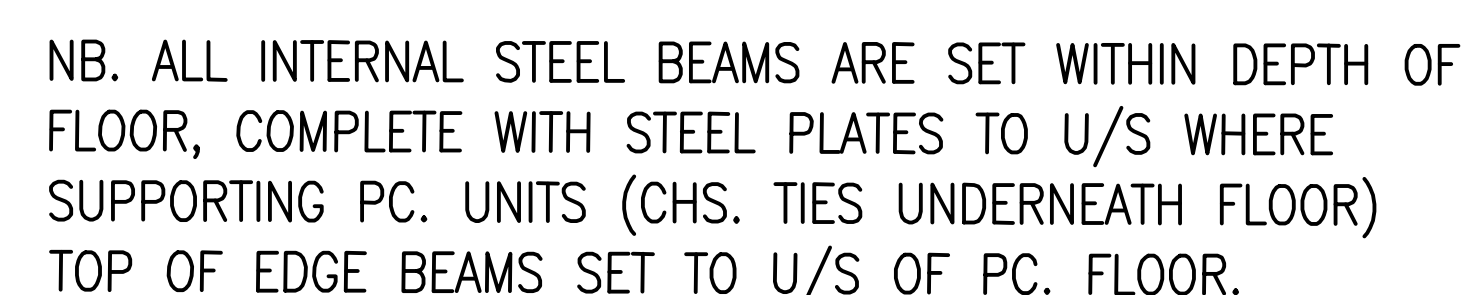 NB. ALL INTERNAL STEEL BEAMS ARE SET WITHIN DEPTH OF
FLOOR, COMPLETE WITH STEEL PLATES TO U/S WHERE
SUPPORTING PC. UNITS (CHS. TIES UNDERNEATH FLOOR)
TOP OF EDGE BEAMS SET TO U/S OF PC. FLOOR.